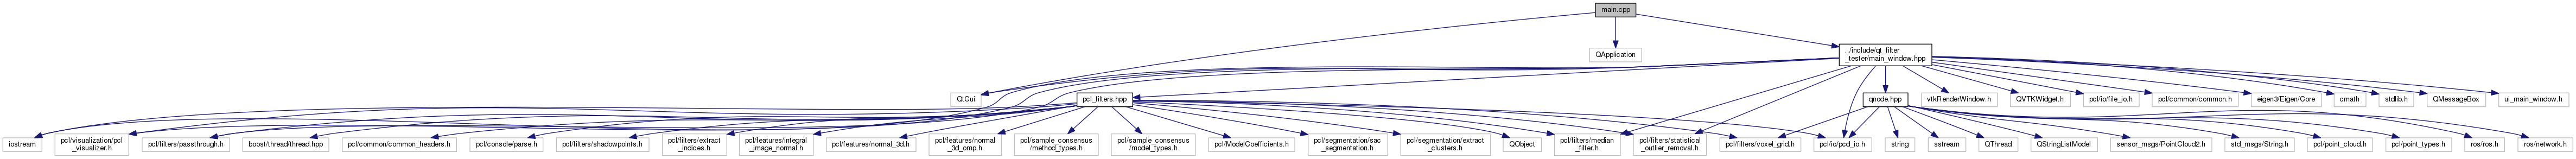 main.cpp
QApplication
../include/qt_filter
_tester/main_window.hpp
QtGui
pcl_filters.hpp
qnode.hpp
vtkRenderWindow.h
QVTKWidget.h
pcl/io/file_io.h
pcl/common/common.h
eigen3/Eigen/Core
cmath
stdlib.h
QMessageBox
ui_main_window.h
iostream
pcl/visualization/pcl
_visualizer.h
pcl/filters/passthrough.h
boost/thread/thread.hpp
pcl/common/common_headers.h
pcl/console/parse.h
pcl/filters/shadowpoints.h
pcl/filters/extract
_indices.h
pcl/features/integral
_image_normal.h
pcl/features/normal_3d.h
pcl/features/normal
_3d_omp.h
pcl/sample_consensus
/method_types.h
pcl/sample_consensus
/model_types.h
pcl/ModelCoefficients.h
pcl/segmentation/sac
_segmentation.h
pcl/segmentation/extract
_clusters.h
QObject
pcl/filters/median
_filter.h
pcl/filters/statistical
_outlier_removal.h
pcl/filters/voxel_grid.h
pcl/io/pcd_io.h
string
sstream
QThread
QStringListModel
sensor_msgs/PointCloud2.h
std_msgs/String.h
pcl/point_cloud.h
pcl/point_types.h
ros/ros.h
ros/network.h